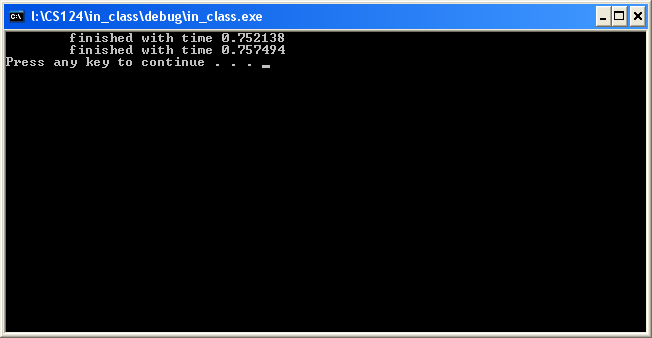 I:\CS124\in_class\debug\in_class.exe
finished with time 0.752138
finished with time 0.757494
Press any key to continue . . . _